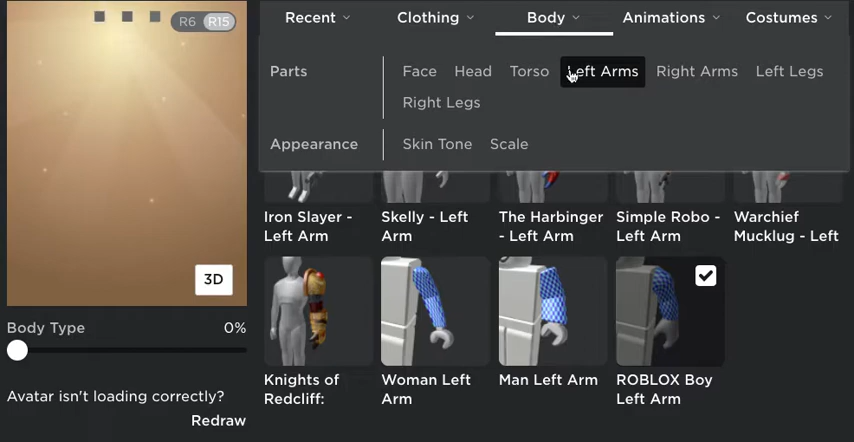 R6 R15
Recent Clothing Body Animations Costumes
Parts Face Head Torso Left Arms Right Arms Left Legs
Right Legs
Appearance Skin Tone Scale
Iron Slayer - Skelly - Left The Harbinger Simple Robo - Warchief
Left Arm Arm - Left Arm Left Arm Mucklug - Left
3D
Body Type 0%
Knights of Woman Left Man Left Arm ROBLOX Boy
Redcliff: Arm Left Arm
Avatar isn't loading correctly?
Redraw